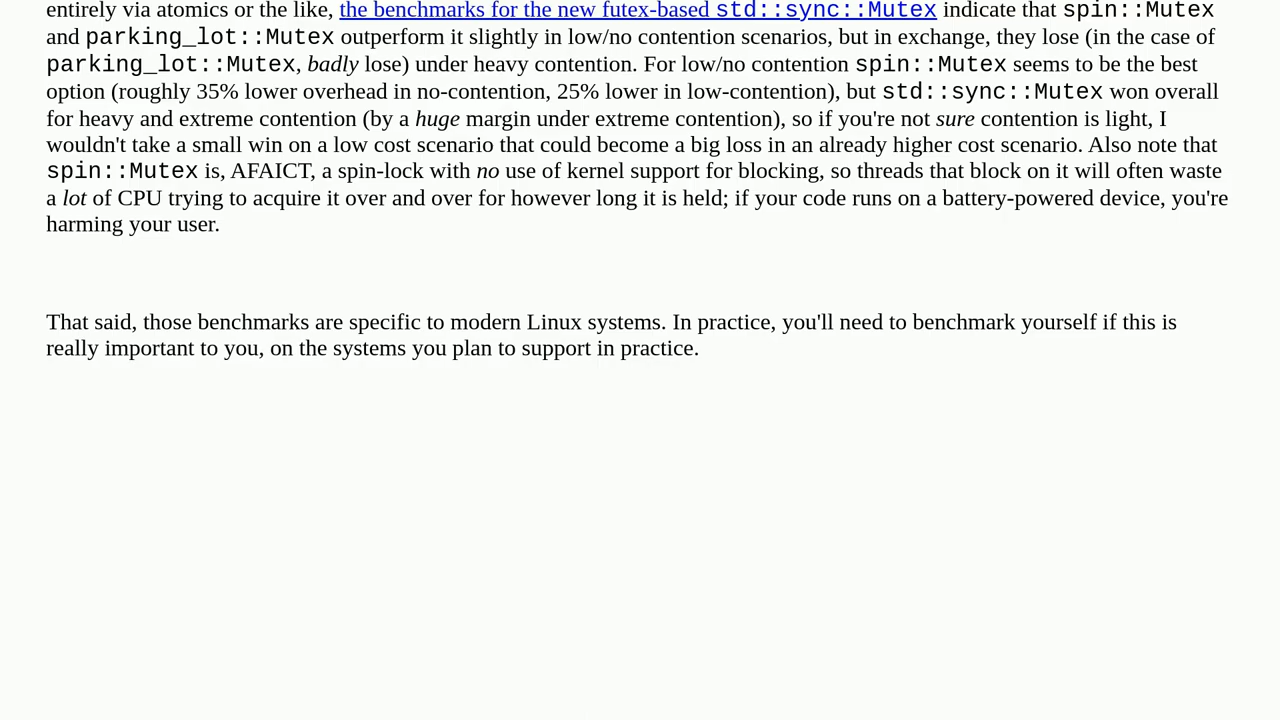 entirely via atomics or the like, the benchmarks for the new futex-based std::sync::Mutex indicate that spin::Mutex
and parking_lot::Mutex outperform it slightly in low/no contention scenarios, but in exchange, they lose (in the case of
parking_lot::Mutex, badly lose) under heavy contention. For low/no contention spin::Mutex seems to be the best
option (roughly 35% lower overhead in no-contention, 25% lower in low-contention), but std::sync::Mutex won overall
for heavy and extreme contention (by a huge margin under extreme contention), so if you're not sure contention is light, I
wouldn't take a small win on a low cost scenario that could become a big loss in an already higher cost scenario. Also note that
spin::Mutex is, AFAICT, a spin-lock with no use of kernel support for blocking, so threads that block on it will often waste
a lot of CPU trying to acquire it over and over for however long it is held; if your code runs on a battery-powered device, you're
harming your user.
That said, those benchmarks are specific to modern Linux systems. In practice, you'll need to benchmark yourself if this is
really important to you, on the systems you plan to support in practice.